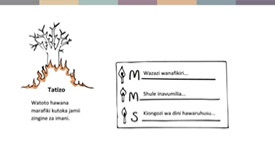 Tatizo
Watoto hawana
marafiki kutoka jamii
zingine za imani.
M Wazazi wanafikiri...
M Shule inavumilia...
S Kiongozi wa dini hawaruhusu...